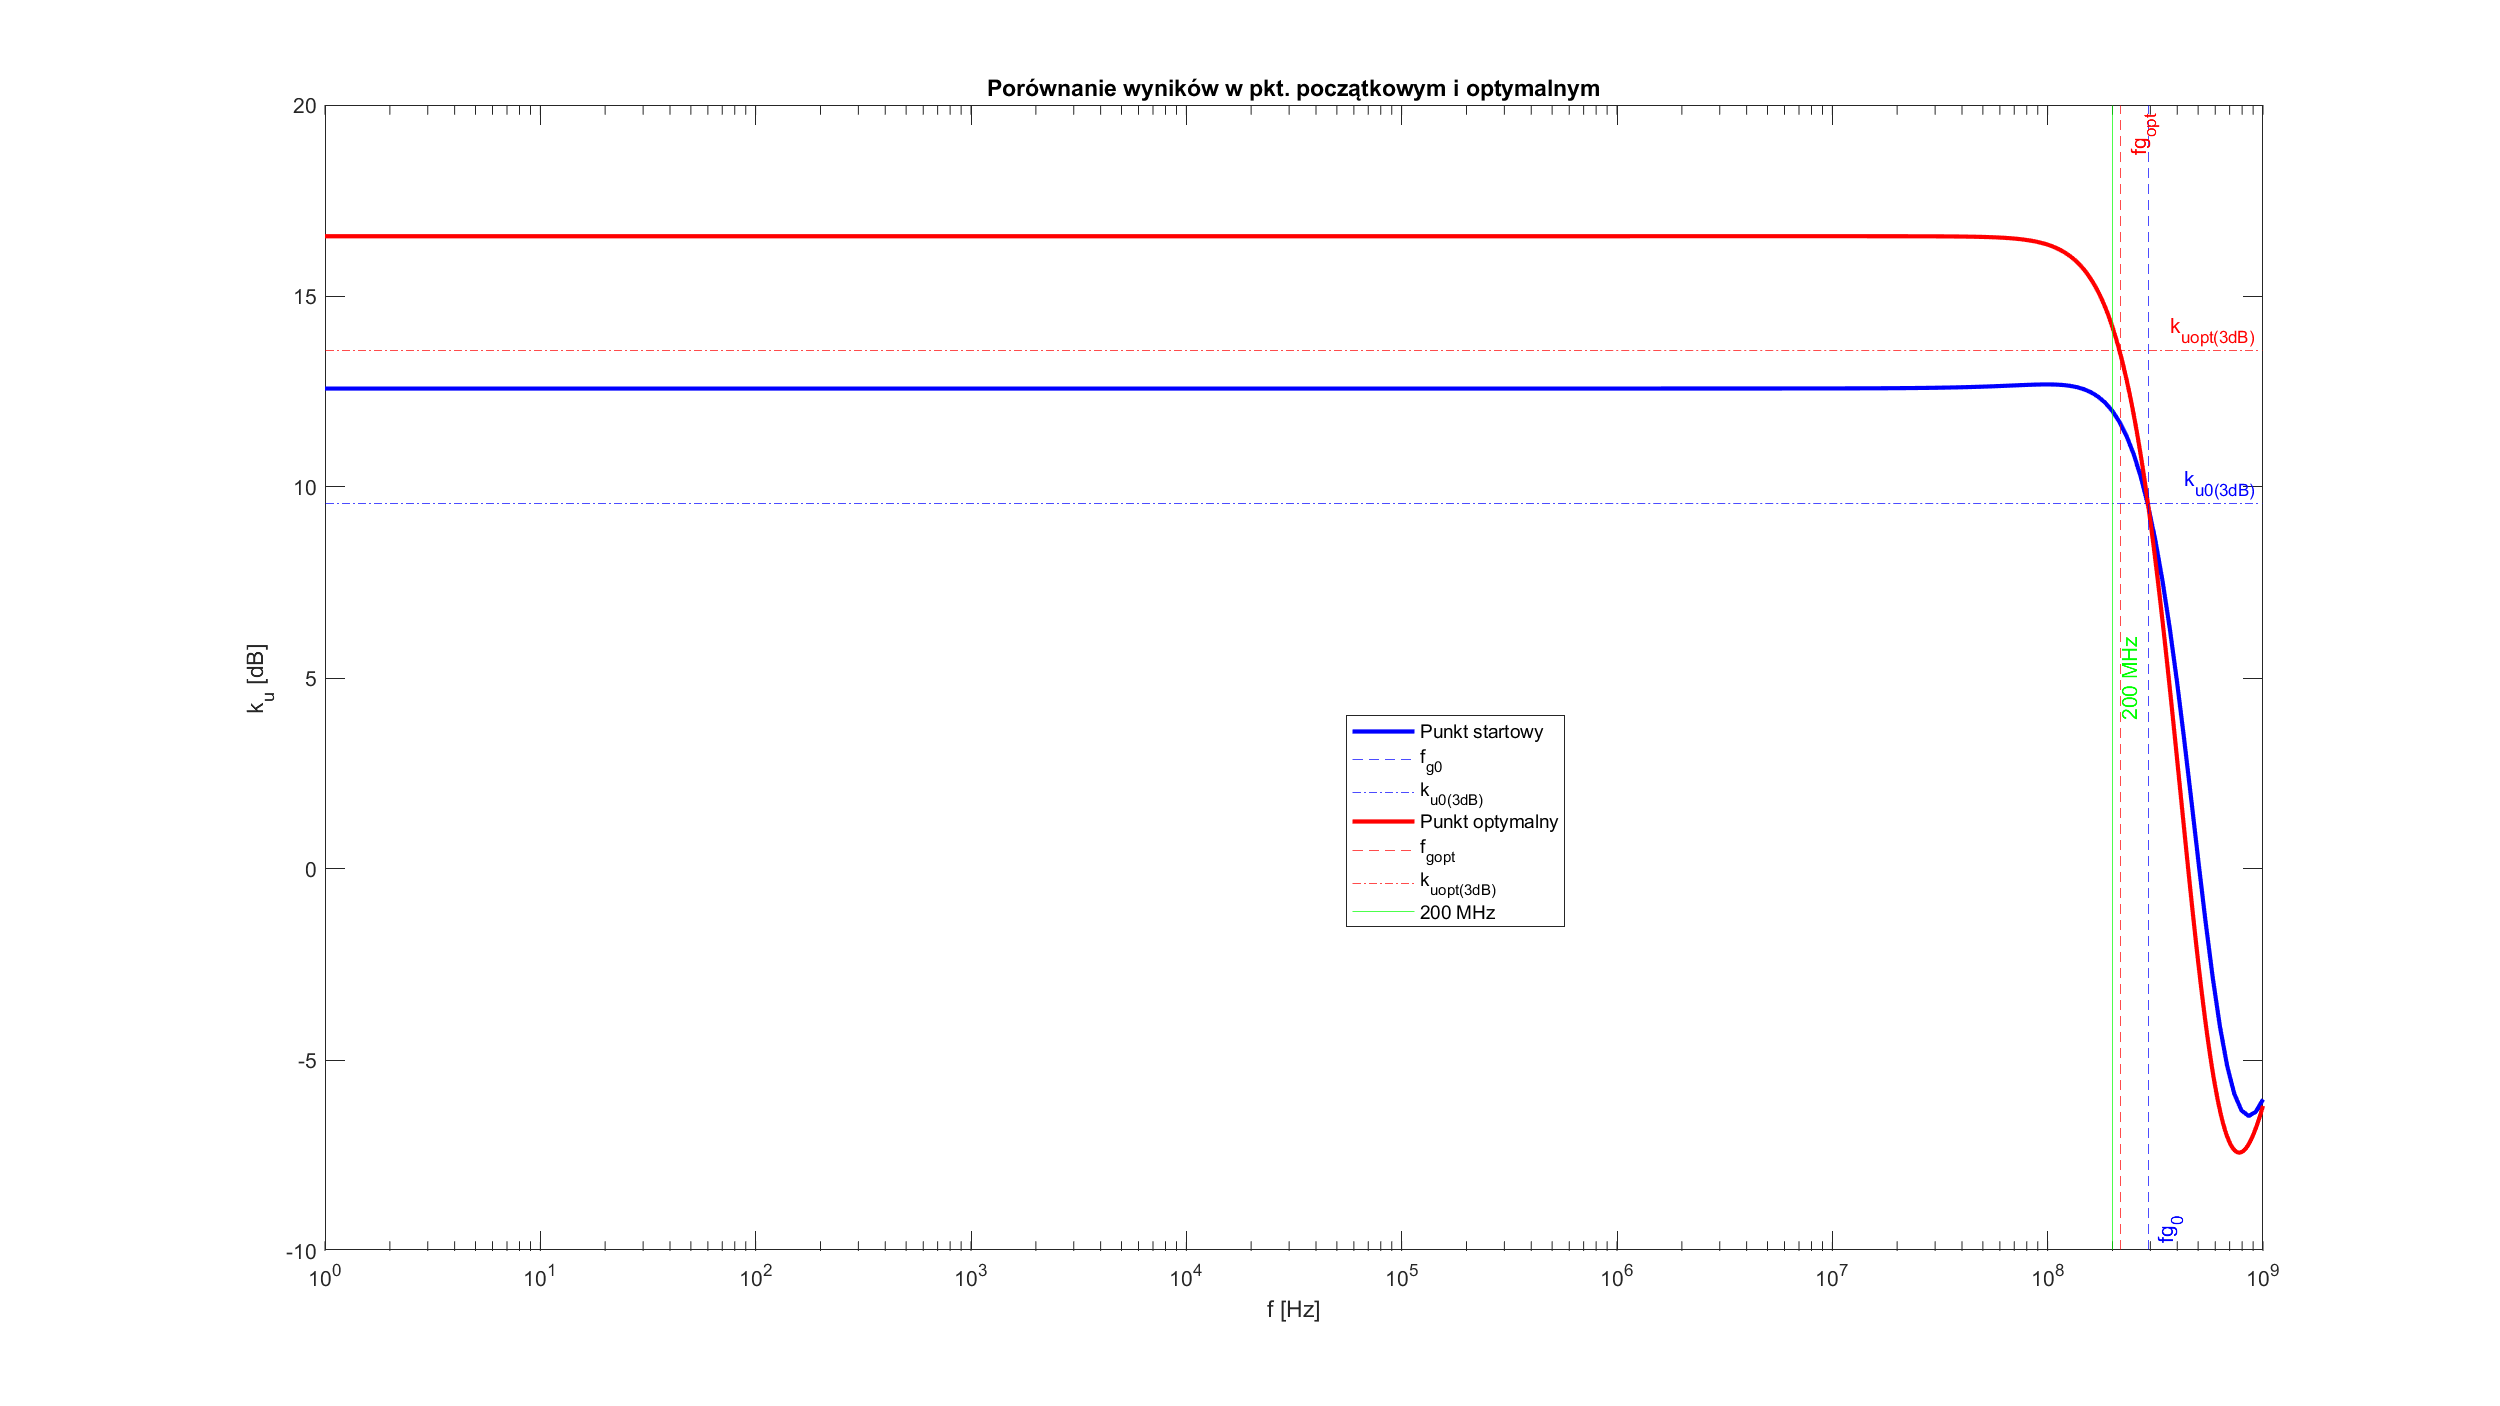 Porównanie wyników w pkt. początkowym i optymalnym
20
15
10
5
0
-5
-10
k_u [dB]
fg_opt
k_uopt(3dB)
k_u0(3dB)
200 MHz
fg_0
Punkt startowy
f_g0
k_u0(3dB)
Punkt optymalny
f_gopt
k_uopt(3dB)
200 MHz
10^0 10^1 10^2 10^3 10^4 10^5 10^6 10^7 10^8 10^9
f [Hz]